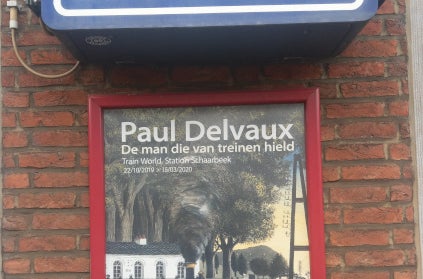 Paul Delvaux
De man die van treinen hield
Train World, Station Schaarbeek
22/10/2019 > 15/03/2020